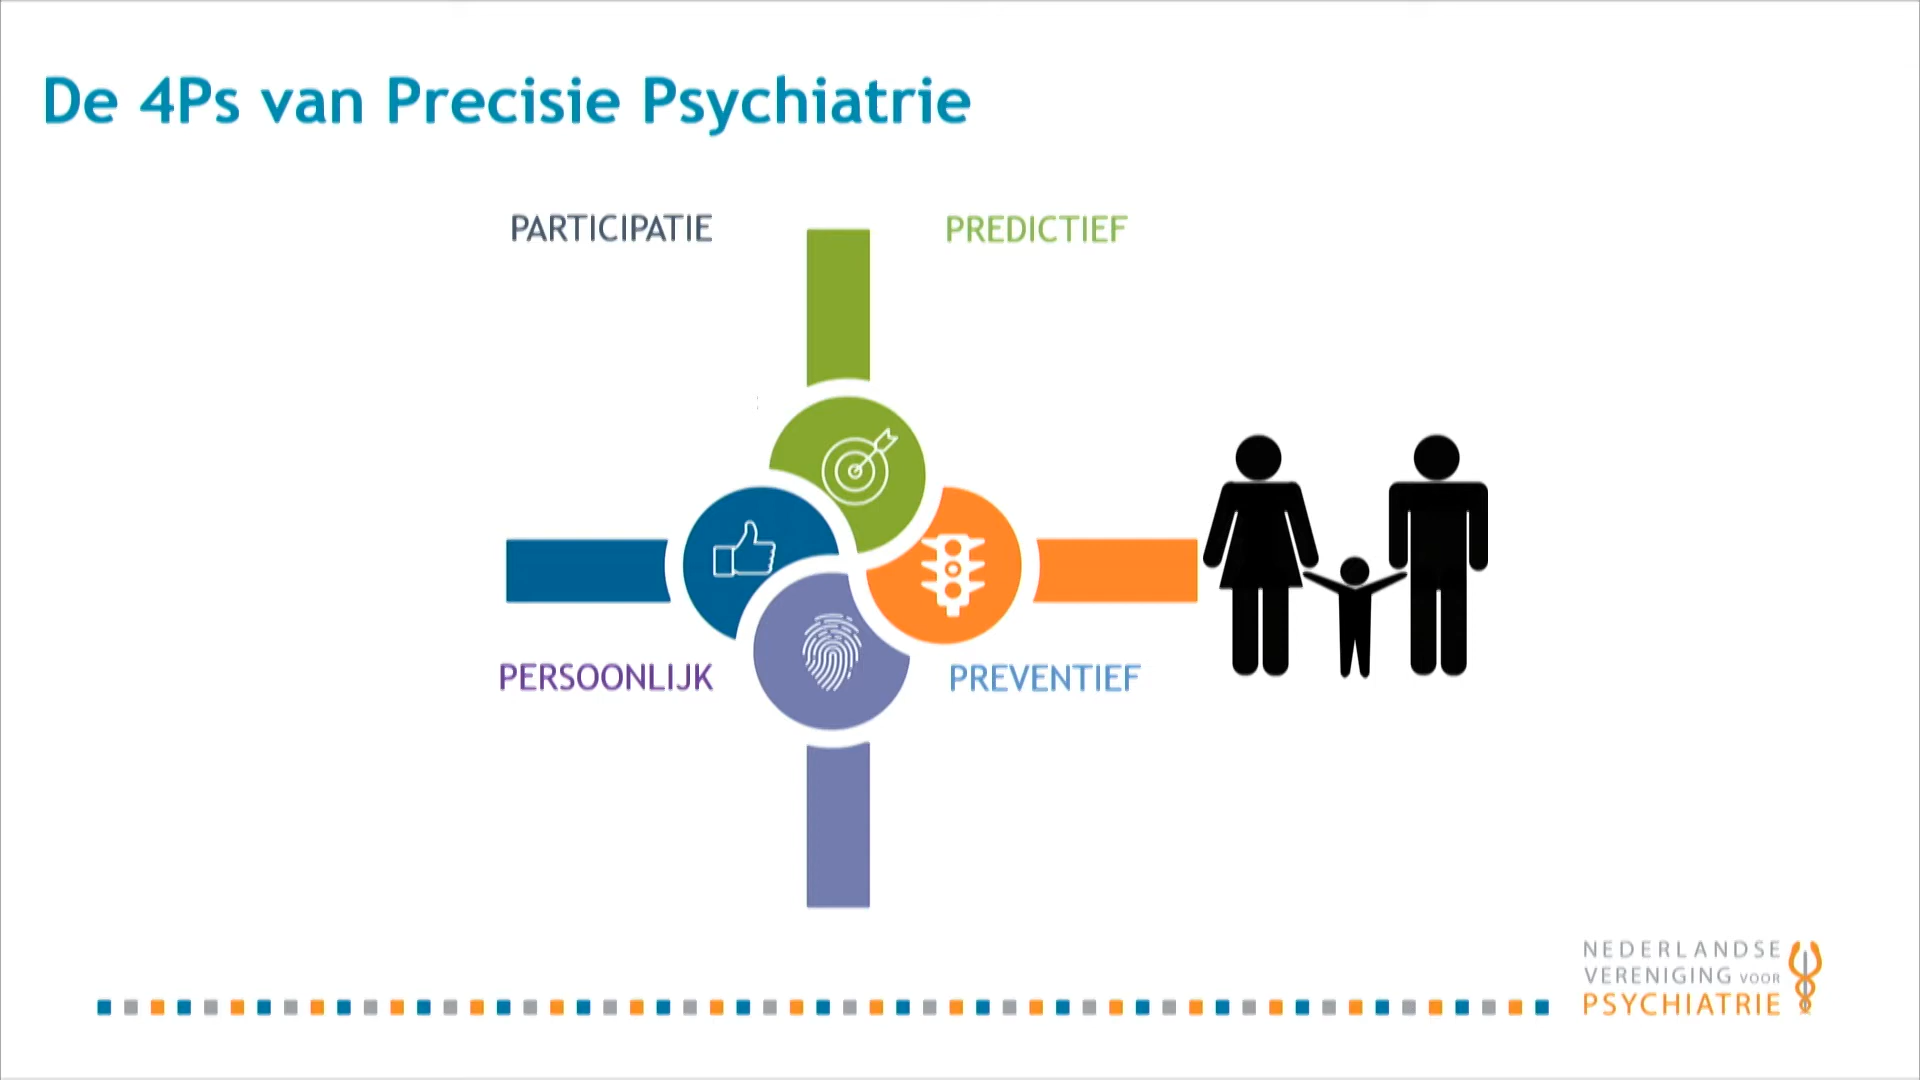 De 4Ps van Precisie Psychiatrie
PARTICIPATIE
PREDICTIEF
PERSOONLIJK
PREVENTIEF
NEDERLANDSE
VERENIGING VOOR
PSYCHIATRIE